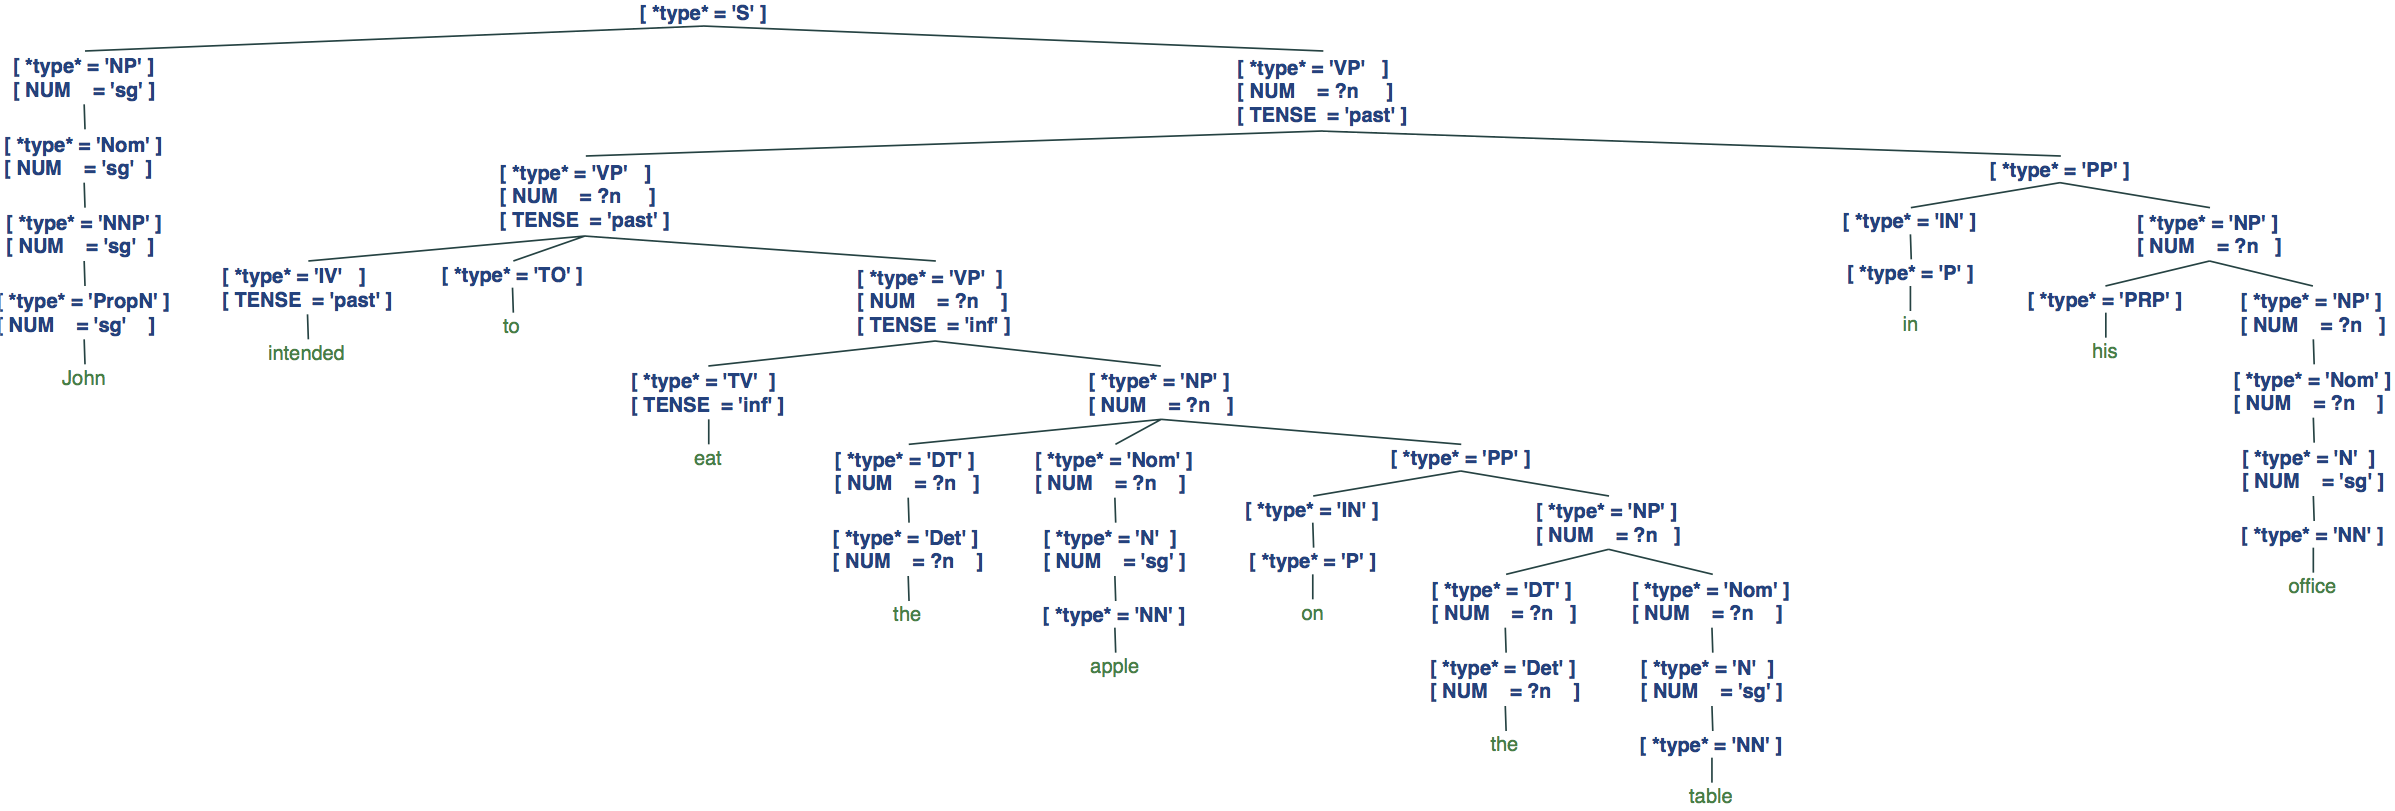 [ *type* = 'S' ]
[ *type* = 'NP' ]
[ NUM = 'sg' ]
[ *type* = 'Nom' ]
[ NUM = 'sg' ]
[ *type* = 'NNP' ]
[ NUM = 'sg' ]
[ *type* = 'PropN' ]
[ NUM = 'sg' ]
John
[ *type* = 'VP' ]
[ NUM = ?n ]
[ TENSE = 'past' ]
[ *type* = 'VP' ]
[ NUM = ?n ]
[ TENSE = 'past' ]
[ *type* = 'IV' ]
[ TENSE = 'past' ]
intended
[ *type* = 'TO' ]
to
[ *type* = 'VP' ]
[ NUM = ?n ]
[ TENSE = 'inf' ]
[ *type* = 'TV' ]
[ TENSE = 'inf' ]
eat
[ *type* = 'NP' ]
[ NUM = ?n ]
[ *type* = 'DT' ]
[ NUM = ?n ]
[ *type* = 'Det' ]
[ NUM = ?n ]
the
[ *type* = 'Nom' ]
[ NUM = ?n ]
[ *type* = 'N' ]
[ NUM = 'sg' ]
[ *type* = 'NN' ]
apple
[ *type* = 'PP' ]
[ *type* = 'IN' ]
[ *type* = 'P' ]
on
[ *type* = 'NP' ]
[ NUM = ?n ]
[ *type* = 'DT' ]
[ NUM = ?n ]
[ *type* = 'Det' ]
[ NUM = ?n ]
the
[ *type* = 'Nom' ]
[ NUM = ?n ]
[ *type* = 'N' ]
[ NUM = 'sg' ]
[ *type* = 'NN' ]
table
[ *type* = 'PP' ]
[ *type* = 'IN' ]
[ *type* = 'P' ]
in
[ *type* = 'NP' ]
[ NUM = ?n ]
[ *type* = 'PRP' ]
his
[ *type* = 'NP' ]
[ NUM = ?n ]
[ *type* = 'Nom' ]
[ NUM = ?n ]
[ *type* = 'N' ]
[ NUM = 'sg' ]
[ *type* = 'NN' ]
office